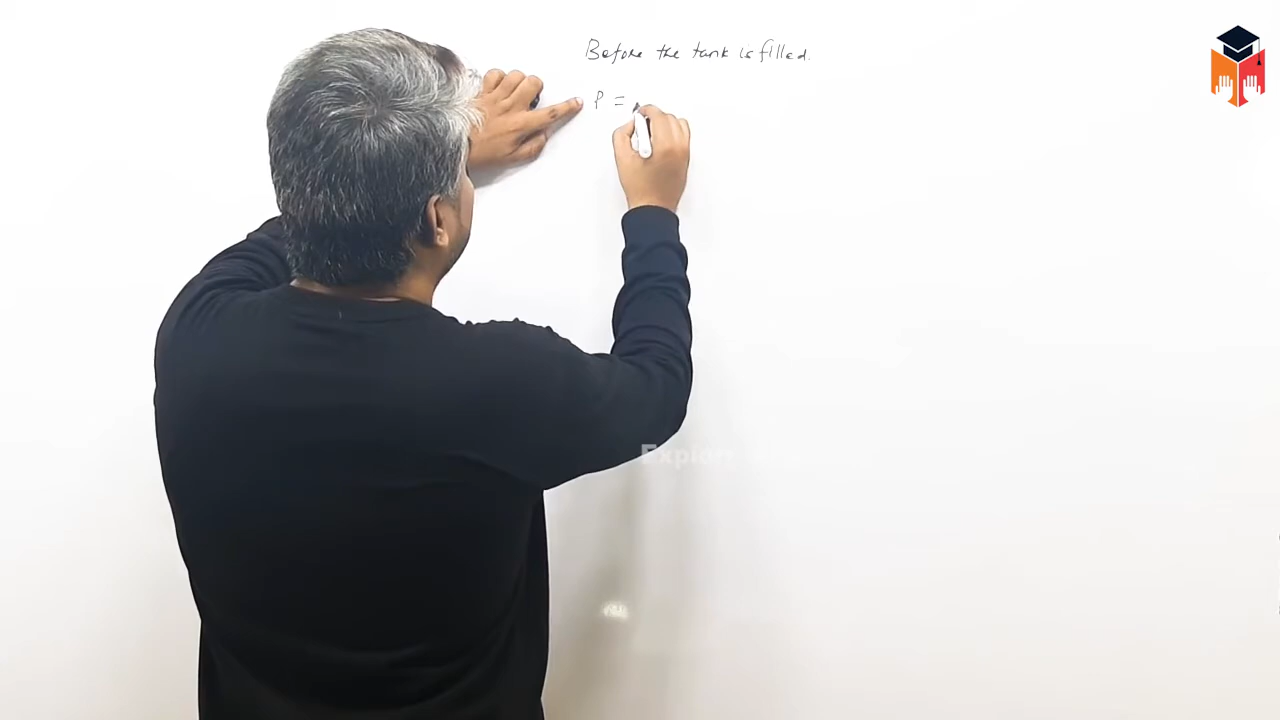 Before the tank is filled.
P =